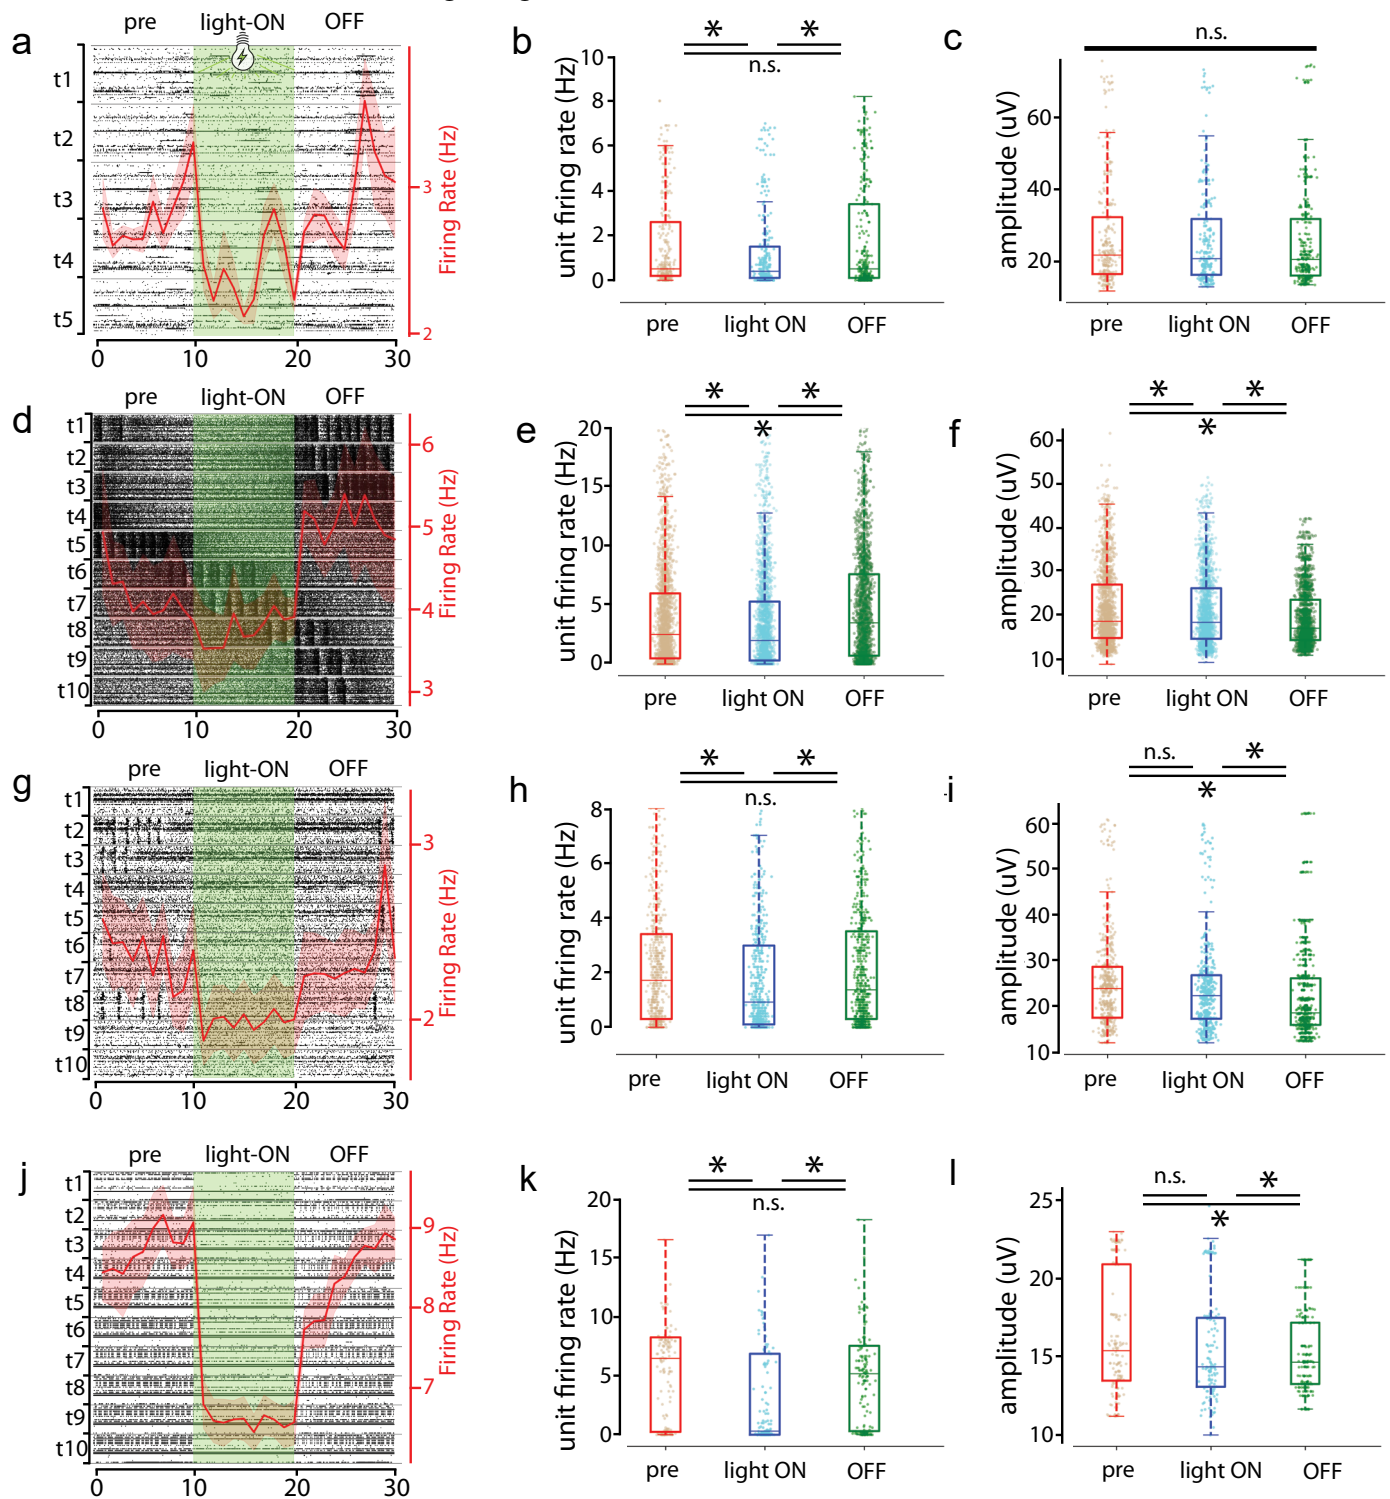 pre light-ON OFF
a
t1
t2
t3
t4
t5
0 10 20 30
3
2
Firing Rate (Hz)
b
* *
n.s.
10
8
6
4
2
0
unit firing rate (Hz)
pre light ON OFF
c
n.s.
60
40
20
amplitude (uV)
pre light ON OFF
pre light-ON OFF
d
t1
t2
t3
t4
t5
t6
t7
t8
t9
t10
0 10 20 30
6
5
4
3
Firing Rate (Hz)
e
* *
*
20
15
10
5
0
unit firing rate (Hz)
pre light ON OFF
f
* *
*
60
50
40
30
20
10
amplitude (uV)
pre light ON OFF
pre light-ON OFF
g
t1
t2
t3
t4
t5
t6
t7
t8
t9
t10
0 10 20 30
3
2
Firing Rate (Hz)
h
* *
n.s.
8
6
4
2
0
unit firing rate (Hz)
pre light ON OFF
i
n.s. *
*
60
50
40
30
20
10
amplitude (uV)
pre light ON OFF
pre light-ON OFF
j
t1
t2
t3
t4
t5
t6
t7
t8
t9
t10
0 10 20 30
9
8
7
Firing Rate (Hz)
k
* *
n.s.
20
15
10
5
0
unit firing rate (Hz)
pre light ON OFF
l
n.s. *
*
25
20
15
10
amplitude (uV)
pre light ON OFF